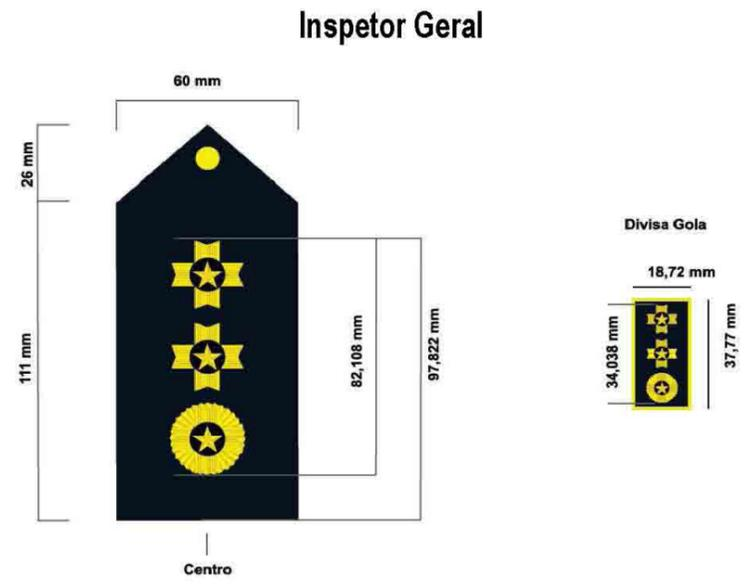 Inspetor Geral
60 mm
26 mm
111 mm
82,108 mm
97,822 mm
Centro
Divisa Gola
18,72 mm
34,038 mm
37,77 mm